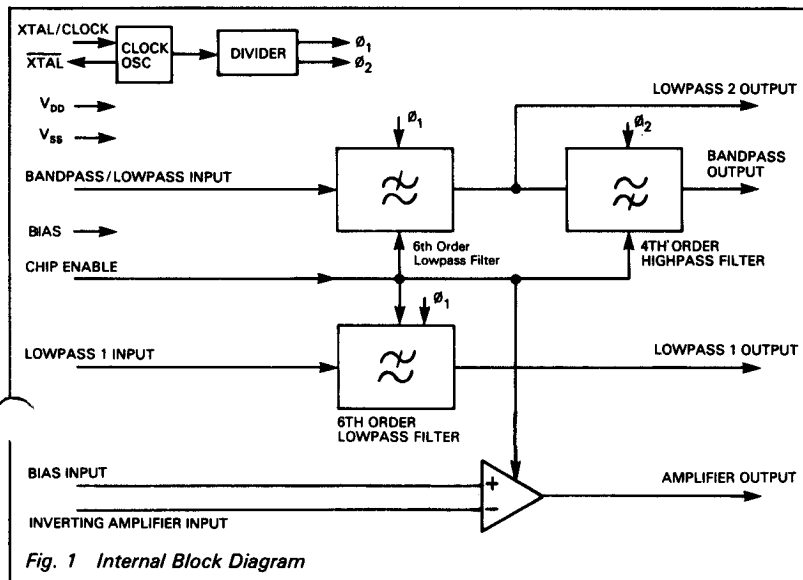 XTAL/CLOCK
XTAL
CLOCK
OSC
DIVIDER
Ø1
Ø2
VDD
VSS
LOWPASS 2 OUTPUT
Ø1
Ø2
BANDPASS/LOWPASS INPUT
BANDPASS
OUTPUT
BIAS
6th Order
Lowpass Filter
4TH ORDER
HIGHPASS FILTER
CHIP ENABLE
Ø1
LOWPASS 1 INPUT
LOWPASS 1 OUTPUT
6TH ORDER
LOWPASS FILTER
BIAS INPUT
+
AMPLIFIER OUTPUT
−
INVERTING AMPLIFIER INPUT
Fig. 1 Internal Block Diagram